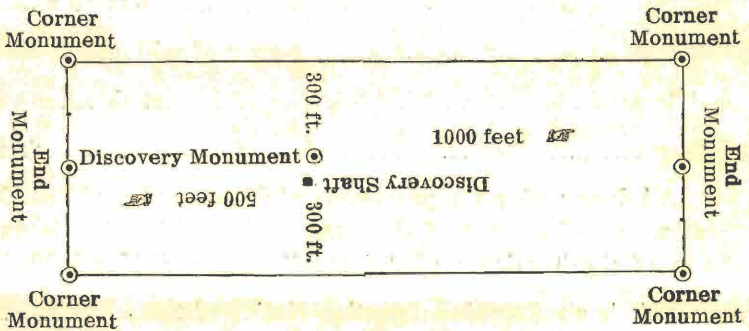 Corner
Monument
Corner
Monument
300 ft.
1000 feet
End
Monument
Discovery Monument
End
Monument
Discovery Shaft
500 feet
300 ft.
Corner
Monument
Corner
Monument